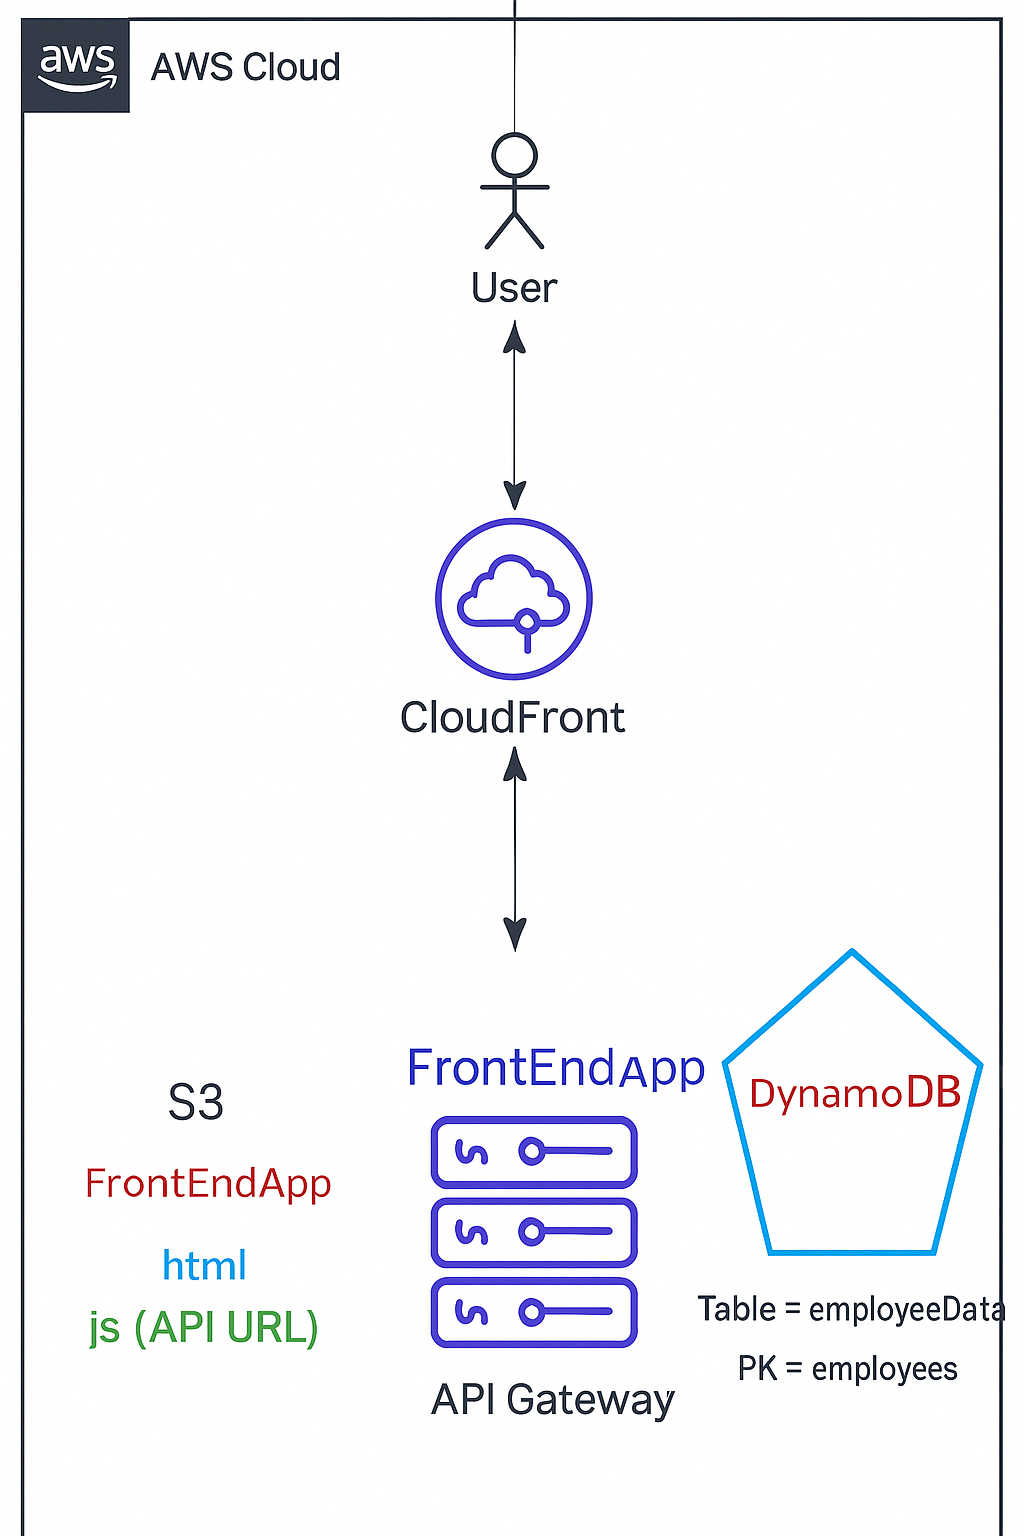 aws
AWS Cloud
User
CloudFront
S3
FrontEndApp
html
js (API URL)
FrontEndApp
API Gateway
DynamoDB
Table = employeeData
PK = employees